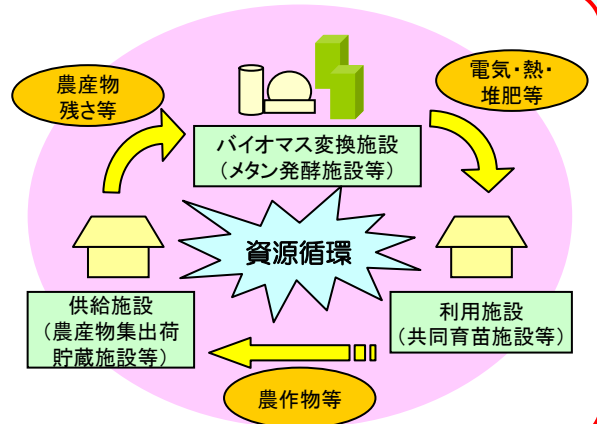 農産物
残さ等
電気・熱・
堆肥等
バイオマス変換施設
（メタン発酵施設等）
資源循環
供給施設
（農産物集出荷
貯蔵施設等）
利用施設
（共同育苗施設等）
農作物等